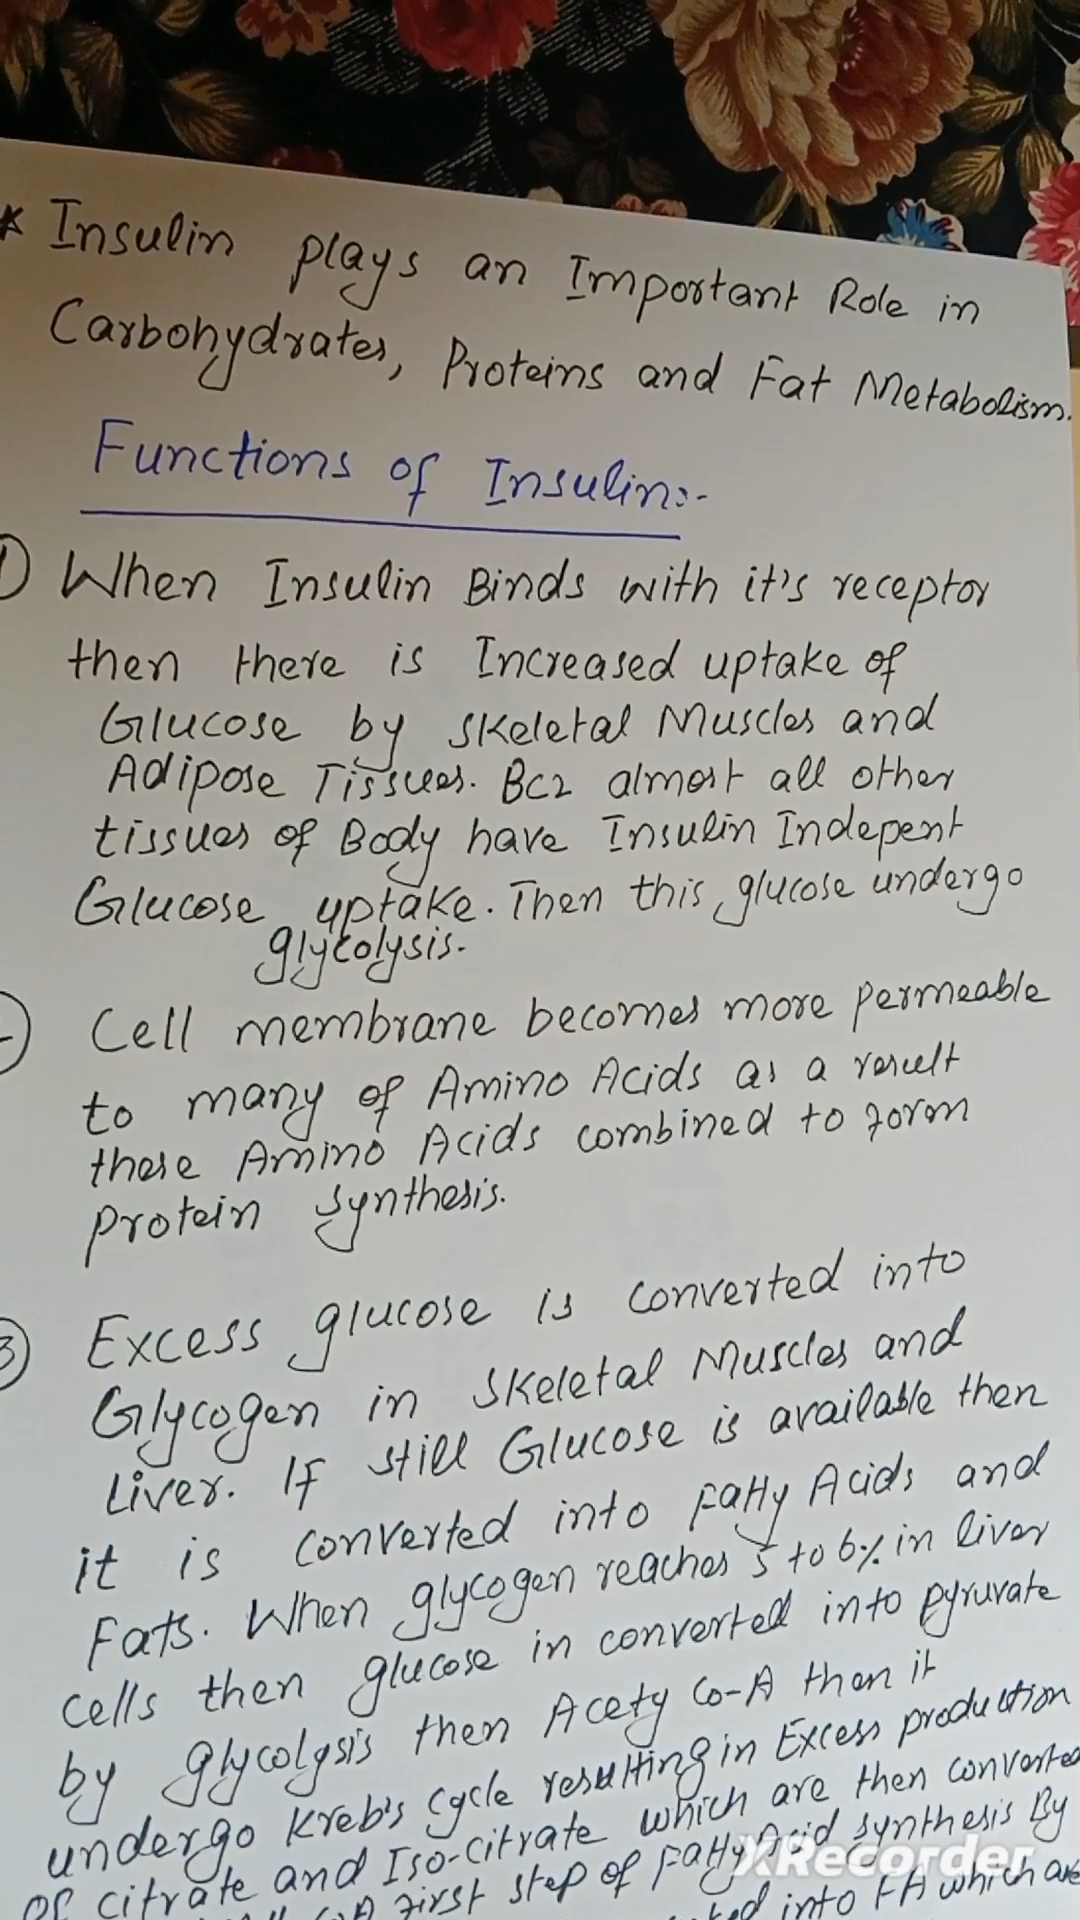 * Insulin plays an Important Role in
Carbohydrates, Proteins and Fat Metabolism.
Functions of Insulin:-
① When Insulin Binds with it's receptor
then there is Increased uptake of
Glucose by Skeletal Muscles and
Adipose Tissues. Bcz almost all other
tissues of Body have Insulin Indepent
Glucose uptake. Then this glucose undergo
glycolysis.
Cell membrane becomes more permeable
to many of Amino Acids as a result
these Amino Acids combined to form
protein synthesis.
③ Excess glucose is converted into
Glycogen in Skeletal Muscles and
Liver. If still Glucose is available then
it is converted into Fatty Acids and
Fats. When glycogen reaches 5 to 6% in liver
cells then glucose in converted into pyruvate
by glycolysis then Acety Co-A then it
undergo Kreb's Cycle resulting in Excess production
of citrate and Iso-citrate which are then converted
first step of Fatty Acid synthesis By
into FA which are
XRecorder